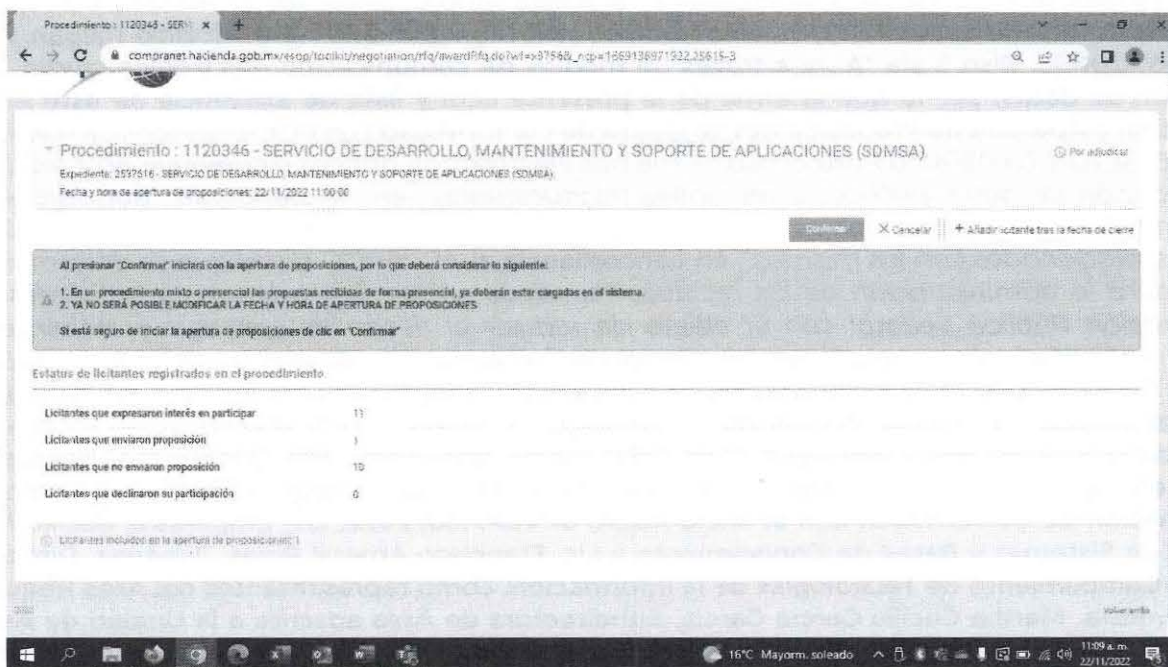 Procedimiento : 1120346 - SERVI
compranet.hacienda.gob.mx/esop/toolkit/negotiation/rfq/
Procedimiento : 1120346 - SERVICIO DE DESARROLLO, MANTENIMIENTO Y SOPORTE DE APLICACIONES (SDMSA)
Por adjudicar
Expediente: 2537616 - SERVICIO DE DESARROLLO, MANTENIMIENTO Y SOPORTE DE APLICACIONES (SDMSA)
Fecha y hora de apertura de proposiciones: 22/11/2022 11:00:00
Confirmar
Cancelar
Añadir licitante tras la fecha de cierre
Al presionar "Confirmar" iniciará con la apertura de proposiciones, por lo que deberá considerar lo siguiente:
1. En un procedimiento mixto o presencial las propuestas recibidas de forma presencial, ya deberán estar cargadas en el sistema.
2. YA NO SERÁ POSIBLE MODIFICAR LA FECHA Y HORA DE APERTURA DE PROPOSICIONES
Si está seguro de iniciar la apertura de proposiciones de clic en "Confirmar"
Estatus de licitantes registrados en el procedimiento.
Licitantes que expresaron interés en participar 11
Licitantes que enviaron proposición 1
Licitantes que no enviaron proposición 10
Licitantes que declinaron su participación 0
Licitantes incluidos en la apertura de proposiciones: 1
Volver arriba
16°C Mayorm. soleado
11:09 a. m.
22/11/2022